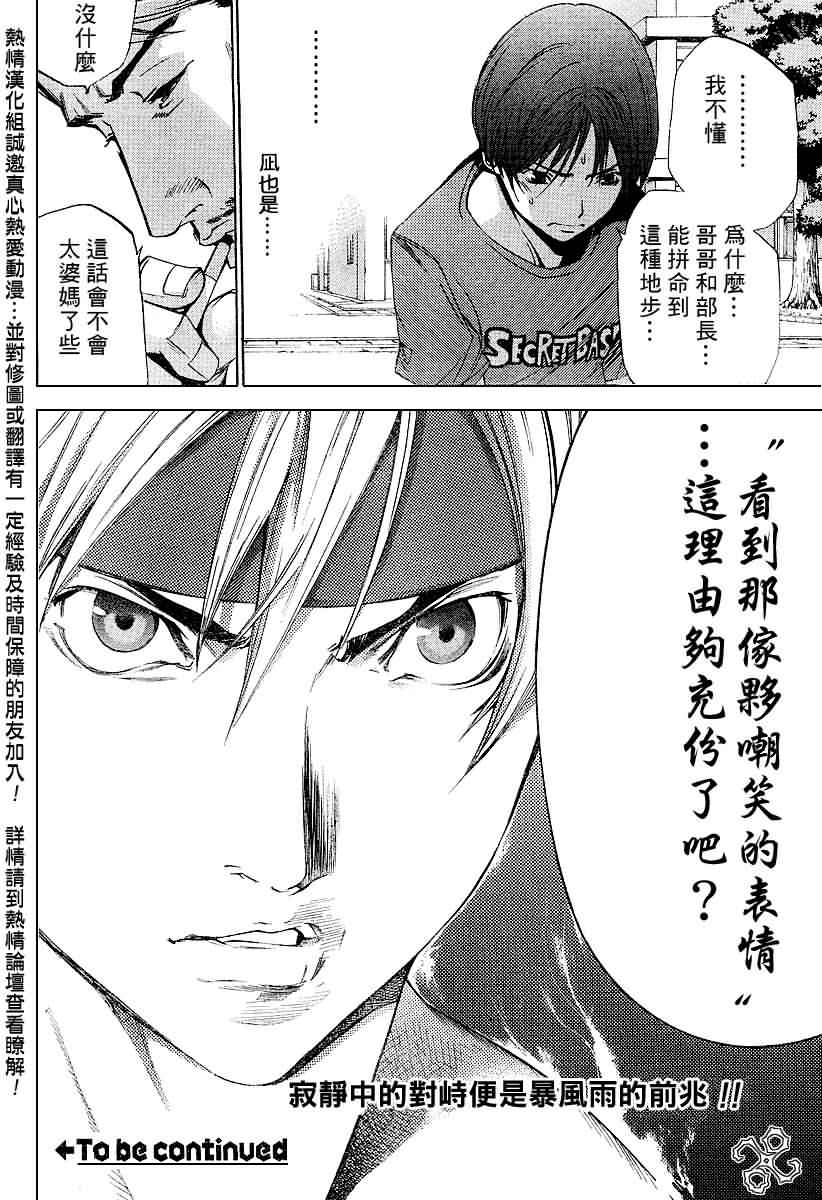 …………
我不懂
為什麼…
哥哥和部長…
能拼命到
這種地步…
SECRET BAS
…………
凪也是……
沒什麼
這話會不會
太婆媽了些
"看到那傢夥嘲笑的表情"
…這理由夠充份了吧？
寂靜中的對峙便是暴風雨的前兆!!
←To be continued
熱情漢化組誠邀真心熱愛動漫…並對修圖或翻譯有一定經驗及時間保障的朋友加入！ 詳情請到熱情論壇查看瞭解！